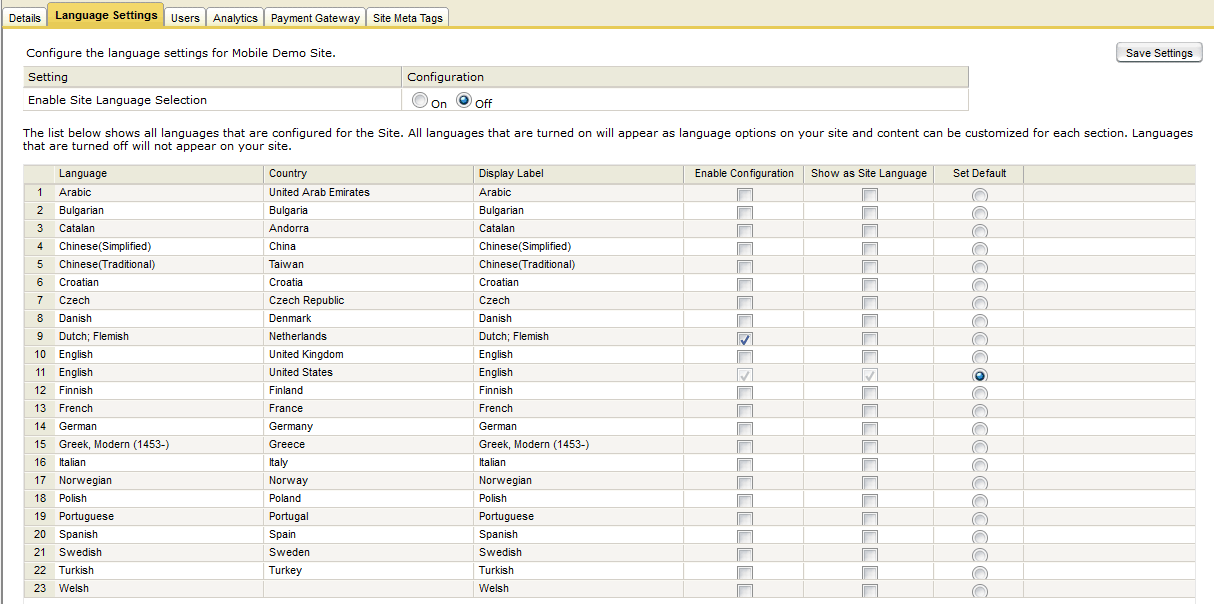 Details Language Settings Users Analytics Payment Gateway Site Meta Tags
Configure the language settings for Mobile Demo Site. Save Settings
Setting Configuration
Enable Site Language Selection On Off
The list below shows all languages that are configured for the Site. All languages that are turned on will appear as language options on your site and content can be customized for each section. Languages
that are turned off will not appear on your site.
Language Country Display Label Enable Configuration Show as Site Language Set Default
1 Arabic United Arab Emirates Arabic
2 Bulgarian Bulgaria Bulgarian
3 Catalan Andorra Catalan
4 Chinese(Simplified) China Chinese(Simplified)
5 Chinese(Traditional) Taiwan Chinese(Traditional)
6 Croatian Croatia Croatian
7 Czech Czech Republic Czech
8 Danish Denmark Danish
9 Dutch; Flemish Netherlands Dutch; Flemish
10 English United Kingdom English
11 English United States English
12 Finnish Finland Finnish
13 French France French
14 German Germany German
15 Greek, Modern (1453-) Greece Greek, Modern (1453-)
16 Italian Italy Italian
17 Norwegian Norway Norwegian
18 Polish Poland Polish
19 Portuguese Portugal Portuguese
20 Spanish Spain Spanish
21 Swedish Sweden Swedish
22 Turkish Turkey Turkish
23 Welsh Welsh